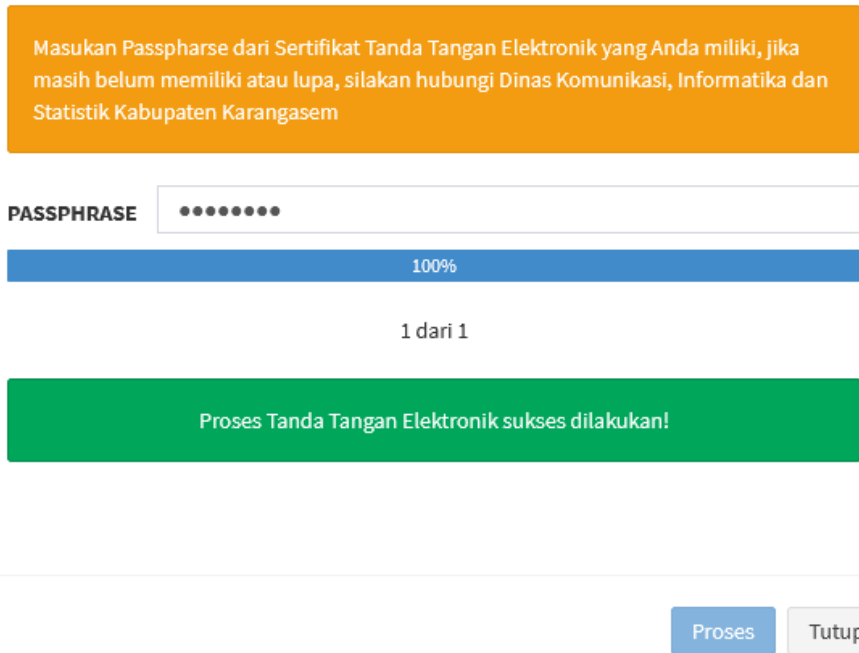 Masukan Passpharse dari Sertifikat Tanda Tangan Elektronik yang Anda miliki, jika
masih belum memiliki atau lupa, silakan hubungi Dinas Komunikasi, Informatika dan
Statistik Kabupaten Karangasem
PASSPHRASE ••••••••
100%
1 dari 1
Proses Tanda Tangan Elektronik sukses dilakukan!
Proses Tutup